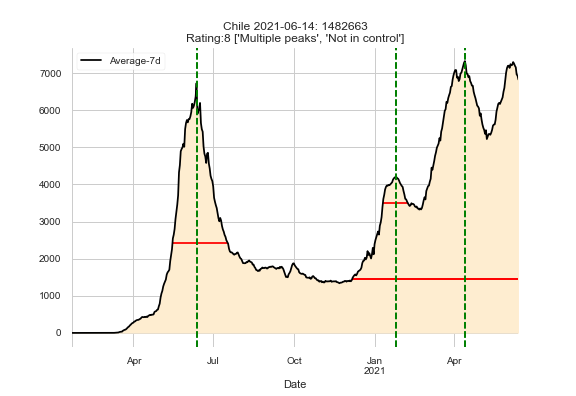 Chile 2021-06-14: 1482663
Rating:8 ['Multiple peaks', 'Not in control']
Average-7d
7000
6000
5000
4000
3000
2000
1000
0
Apr Jul Oct Jan Apr
2021
Date